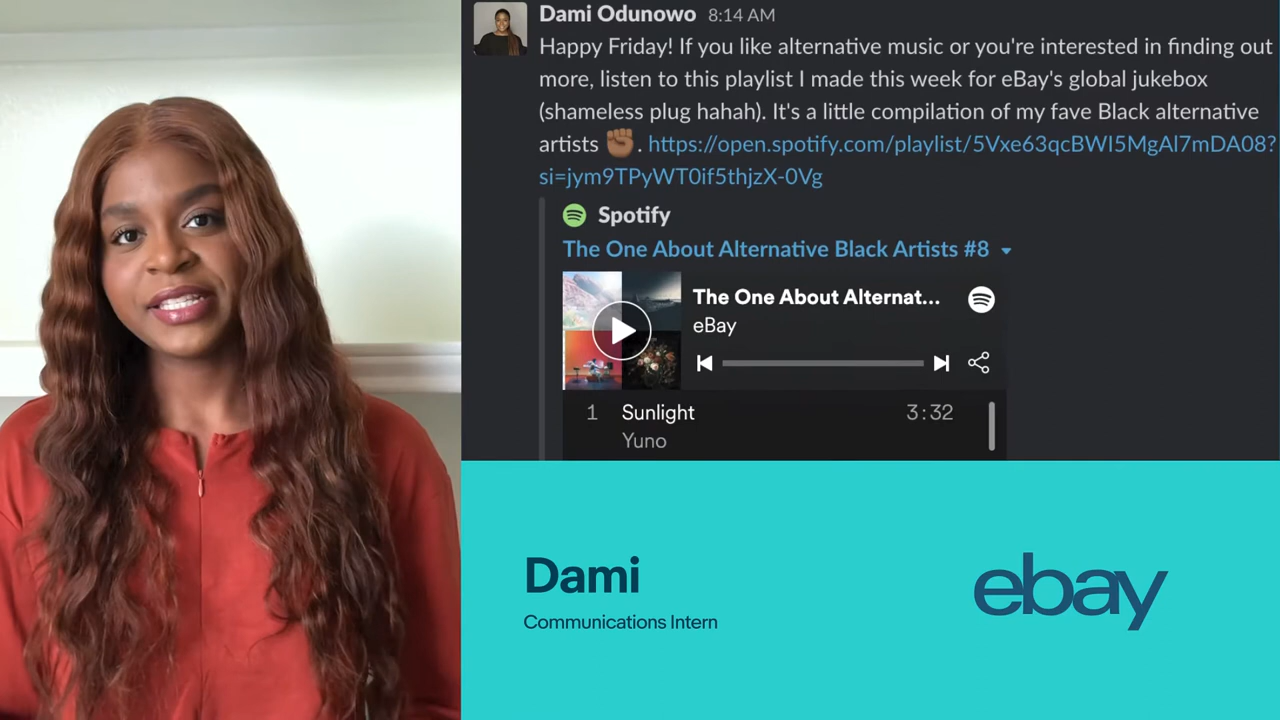 Dami Odunowo 8:14 AM
Happy Friday! If you like alternative music or you're interested in finding out
more, listen to this playlist I made this week for eBay's global jukebox
(shameless plug hahah). It's a little compilation of my fave Black alternative
artists ✊🏾. https://open.spotify.com/playlist/5Vxe63qcBWI5MgAl7mDA08?
si=jym9TPyWT0if5thjzX-0Vg
Spotify
The One About Alternative Black Artists #8
The One About Alternat...
eBay
1 Sunlight 3:32
Yuno
Dami
Communications Intern
ebay